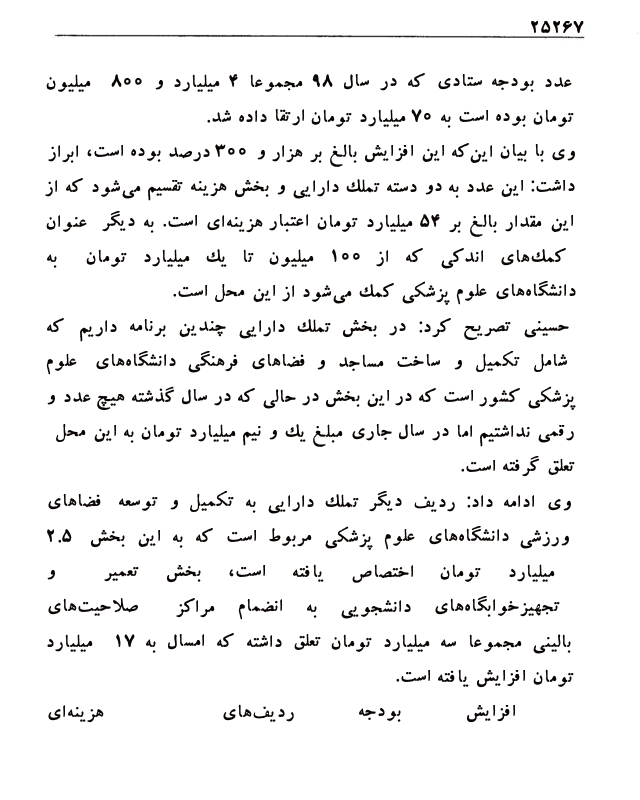 ۲۵۲۶۷
عدد بودجه ستادی که در سال ۹۸ مجموعا ۴ میلیارد و ۸۰۰ میلیون
تومان بوده است به ۷۰ میلیارد تومان ارتقا داده شد.
وی با بیان این‌که این افزایش بالغ بر هزار و ۳۰۰ درصد بوده است، ابراز
داشت: این عدد به دو دسته تملك دارایی و بخش هزینه تقسیم می‌شود که از
این مقدار بالغ بر ۵۴ میلیارد تومان اعتبار هزینه‌ای است. به دیگر عنوان
کمك‌های اندکی که از ۱۰۰ میلیون تا یك میلیارد تومان به
دانشگاه‌های علوم پزشکی کمك می‌شود از این محل است.
حسینی تصریح کرد: در بخش تملك دارایی چندین برنامه داریم که
شامل تکمیل و ساخت مساجد و فضاهای فرهنگی دانشگاه‌های علوم
پزشکی کشور است که در این بخش در حالی که در سال گذشته هیچ عدد و
رقمی نداشتیم اما در سال جاری مبلغ یك و نیم میلیارد تومان به این محل
تعلق گرفته است.
وی ادامه داد: ردیف دیگر تملك دارایی به تکمیل و توسعه فضاهای
ورزشی دانشگاه‌های علوم پزشکی مربوط است که به این بخش ۲.۵
میلیارد تومان اختصاص یافته است، بخش تعمیر و
تجهیزخوابگاه‌های دانشجویی به انضمام مراکز صلاحیت‌های
بالینی مجموعا سه میلیارد تومان تعلق داشته که امسال به ۱۷ میلیارد
تومان افزایش یافته است.
افزایش بودجه ردیف‌های هزینه‌ای